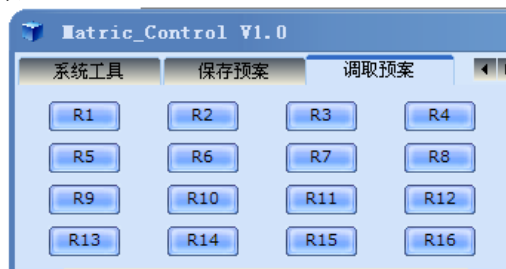 Matric_Control V1.0
系统工具 保存预案 调取预案
R1 R2 R3 R4
R5 R6 R7 R8
R9 R10 R11 R12
R13 R14 R15 R16